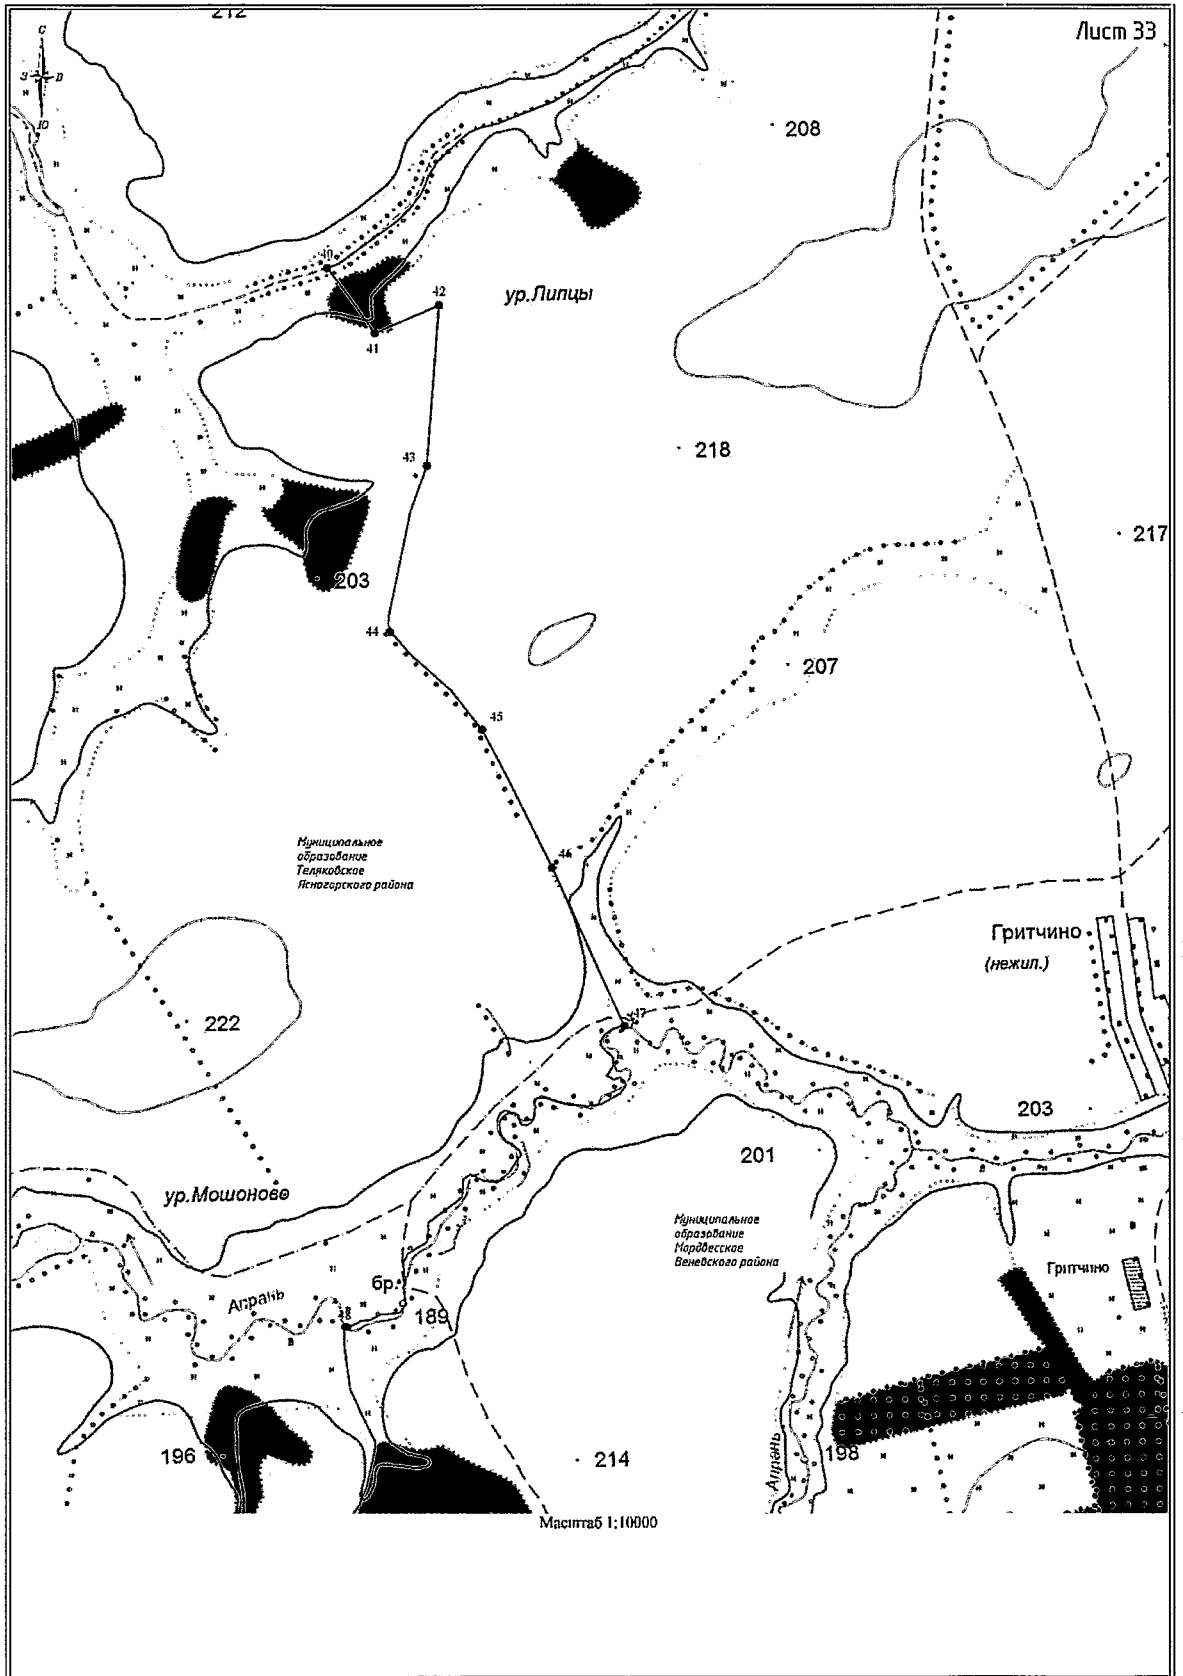 212
Лист 33
С
З В
Ю
208
40
42
ур.Липцы
41
43
218
217
203
44
207
45
Муниципальное
образование
Теляковское
Ясногорского района
46
Гритчино
(нежил.)
222
47
203
201
ур.Мошоново
Муниципальное
образование
Мордвесское
Веневского района
Гритчино
бр.
Апрань
189
48
Апрань
196
198
214
Масштаб 1:10000